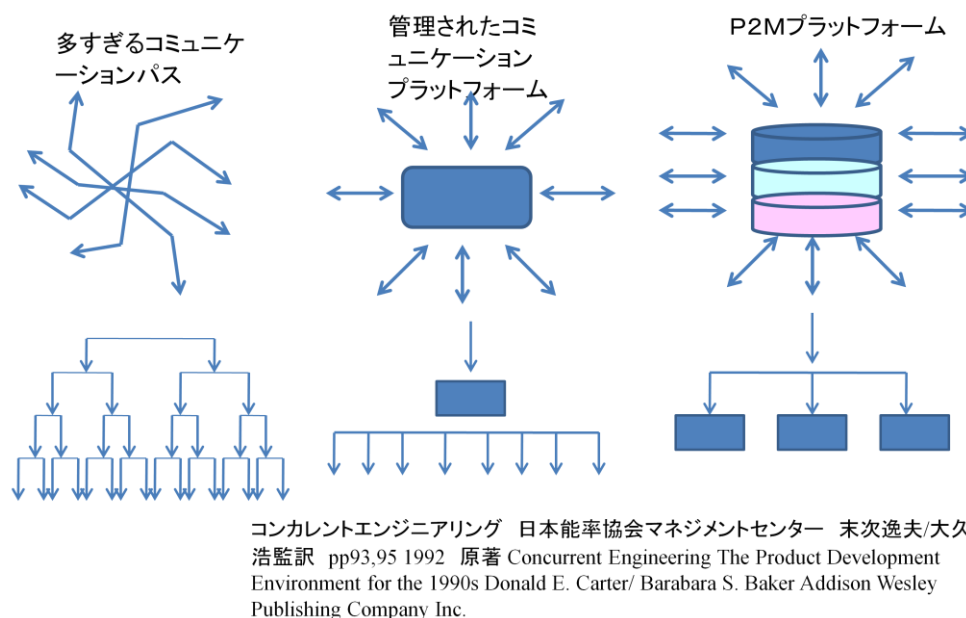 多すぎるコミュニケ
ーションパス
管理されたコミ
ュニケーション
プラットフォーム
P2Mプラットフォーム
コンカレントエンジニアリング 日本能率協会マネジメントセンター 末次逸夫/大久
浩監訳 pp93,95 1992 原著 Concurrent Engineering The Product Development
Environment for the 1990s Donald E. Carter/ Barabara S. Baker Addison Wesley
Publishing Company Inc.